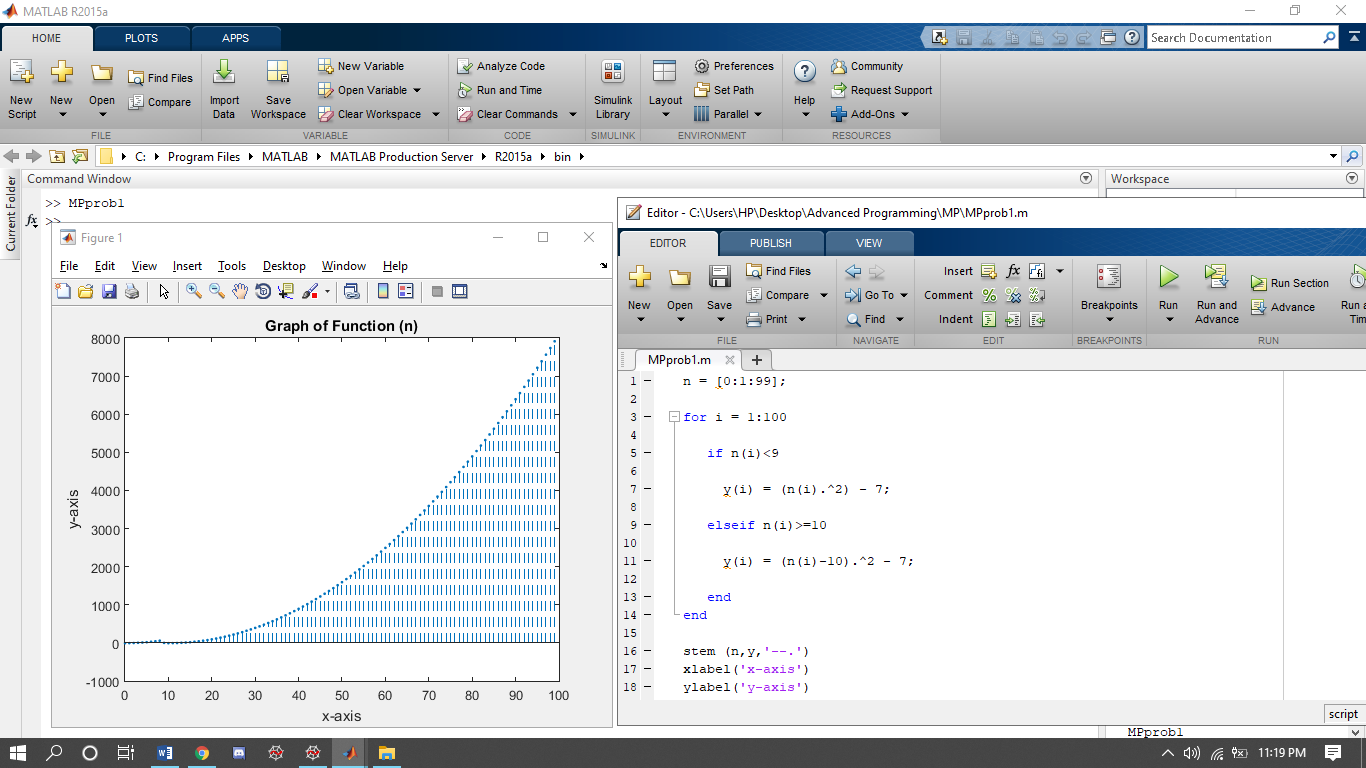 MATLAB R2015a
HOME PLOTS APPS
Search Documentation
New Script
New
Open
Find Files
Compare
Import Data
Save Workspace
New Variable
Open Variable
Clear Workspace
Analyze Code
Run and Time
Clear Commands
Simulink Library
Layout
Preferences
Set Path
Parallel
Help
Community
Request Support
Add-Ons
FILE VARIABLE CODE SIMULINK ENVIRONMENT RESOURCES
C: Program Files MATLAB MATLAB Production Server R2015a bin
Current Folder
Command Window
Workspace
>> MPprob1
fx >>
Figure 1
File Edit View Insert Tools Desktop Window Help
Graph of Function (n)
8000
7000
6000
5000
4000
3000
2000
1000
0
-1000
y-axis
0 10 20 30 40 50 60 70 80 90 100
x-axis
Editor - C:\Users\HP\Desktop\Advanced Programming\MP\MPprob1.m
EDITOR PUBLISH VIEW
New
Open
Save
Find Files
Compare
Print
Go To
Find
Insert fx
Comment
Indent
Breakpoints
Run
Run and Advance
Run Section
Advance
Run a
Tim
FILE NAVIGATE EDIT BREAKPOINTS RUN
MPprob1.m
1 n = [0:1:99];
2
3 for i = 1:100
4
5 if n(i)<9
6
7 y(i) = (n(i).^2) - 7;
8
9 elseif n(i)>=10
10
11 y(i) = (n(i)-10).^2 - 7;
12
13 end
14 end
15
16 stem (n,y,'--.')
17 xlabel('x-axis')
18 ylabel('y-axis')
script
MPprob1
11:19 PM